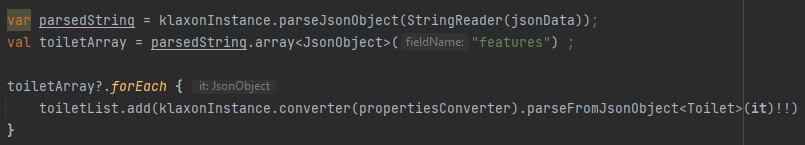 var parsedString = klaxonInstance.parseJsonObject(StringReader(jsonData));
val toiletArray = parsedString.array<JsonObject>( fieldName: "features") ;
toiletArray?.forEach { it: JsonObject
toiletList.add(klaxonInstance.converter(propertiesConverter).parseFromJsonObject<Toilet>(it)!!)
}